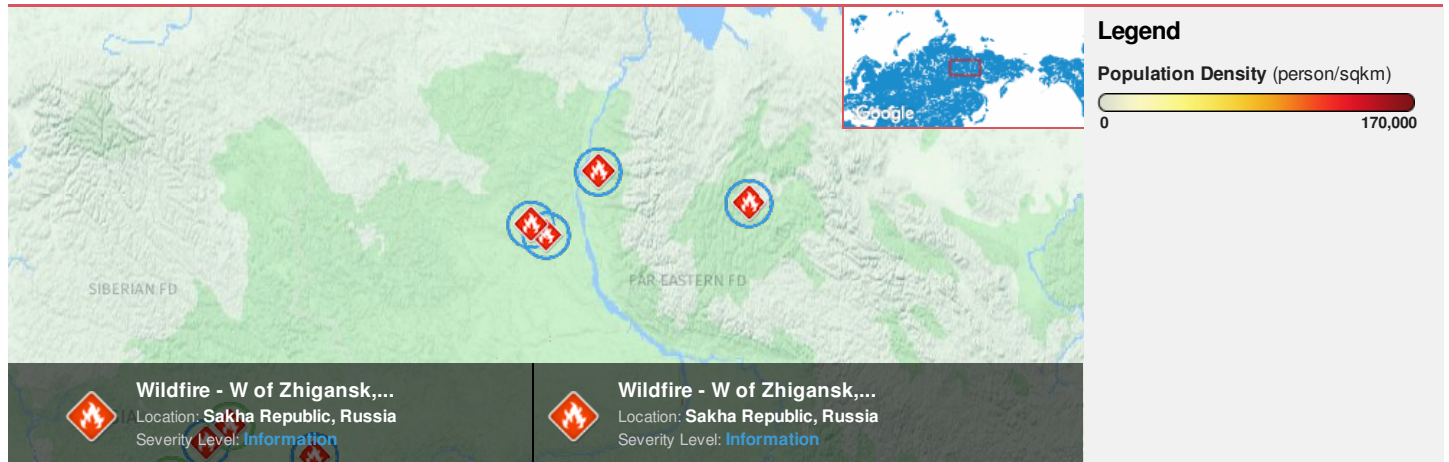 Google
SIBERIAN FD
FAR EASTERN FD
Legend
Population Density (person/sqkm)
0
170,000
Wildfire - W of Zhigansk,...
Location: Sakha Republic, Russia
Severity Level: Information
Wildfire - W of Zhigansk,...
Location: Sakha Republic, Russia
Severity Level: Information